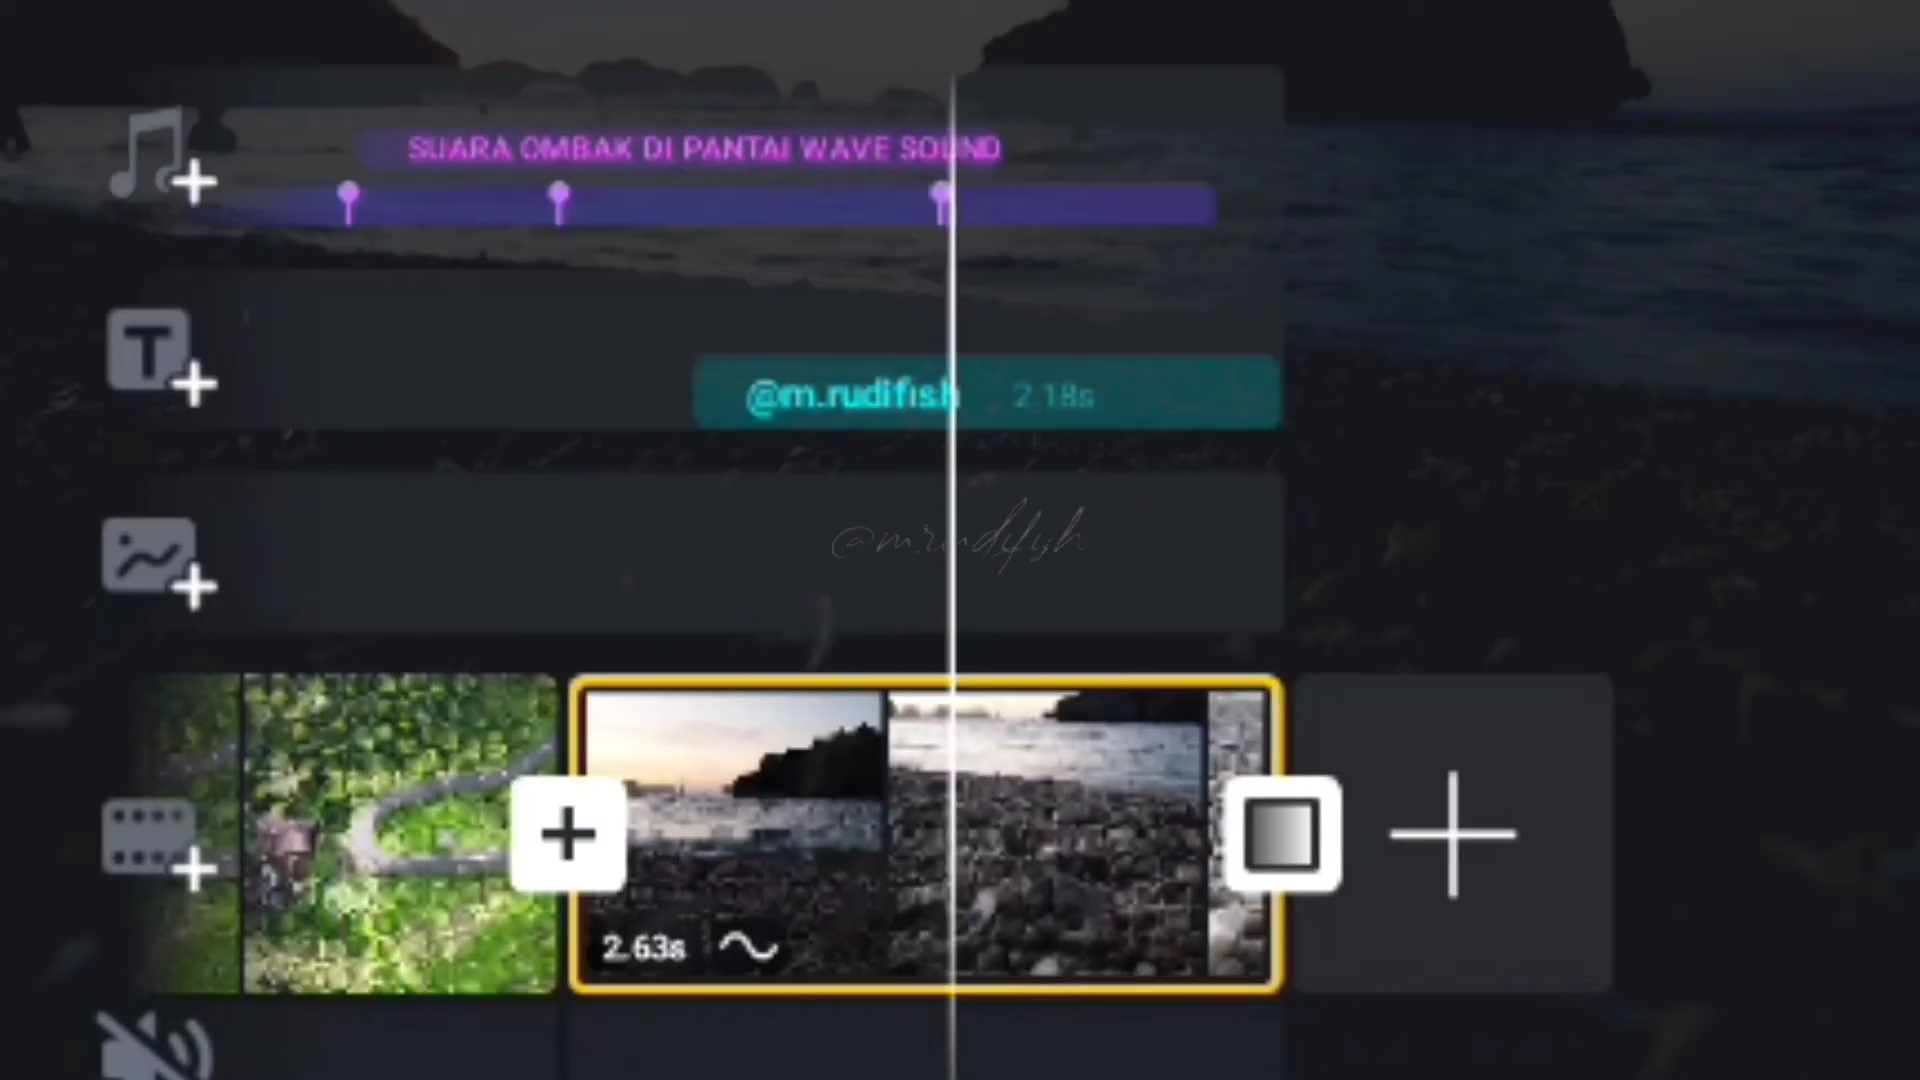 SUARA OMBAK DI PANTAI WAVE SOUND
T
@m.rudifish 2.18s
@m.rudifish
2.63s